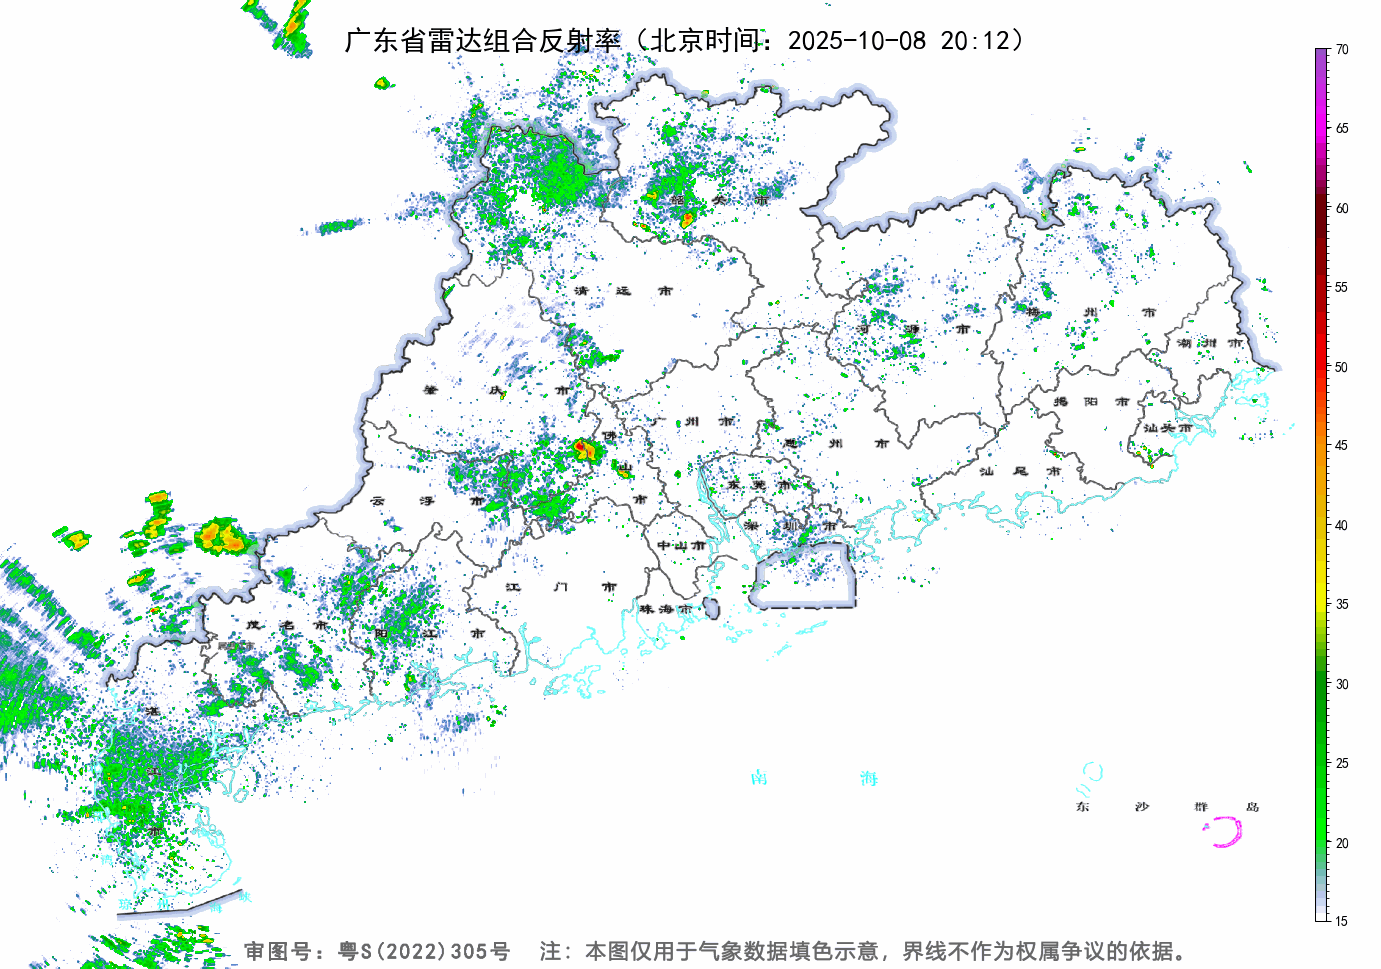 广东省雷达组合反射率（北京时间：2025-10-08 20:12）
70
65
60
55
50
45
40
35
30
25
20
15
韶关市
清远市
河源市
梅州市
潮州市
肇庆市
佛山市
广州市
惠州市
揭阳市
汕头市
汕尾市
云浮市
东莞市
深圳市
中山市
江门市
珠海市
茂名市
阳江市
湛江市
南海
东沙群岛
琼州海峡
审图号：粤S(2022)305号 注：本图仅用于气象数据填色示意，界线不作为权属争议的依据。